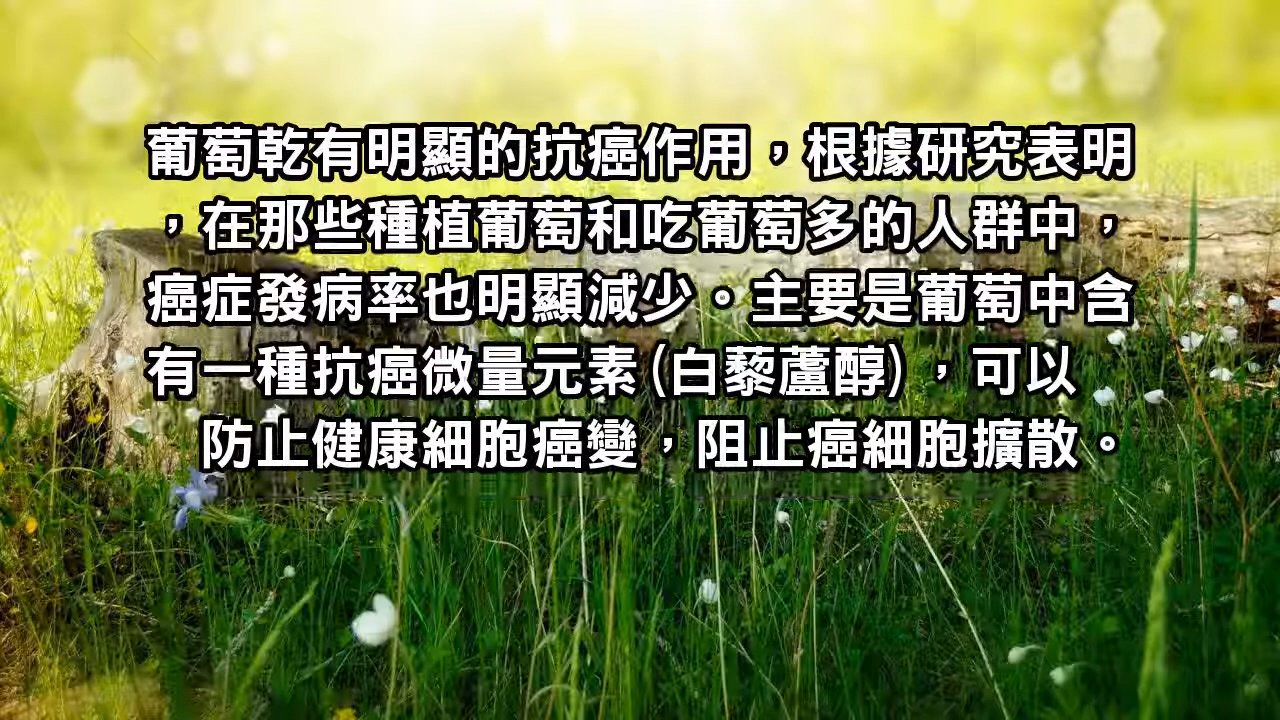 葡萄乾有明顯的抗癌作用，根據研究表明
，在那些種植葡萄和吃葡萄多的人群中，
癌症發病率也明顯減少。主要是葡萄中含
有一種抗癌微量元素(白藜蘆醇)，可以
防止健康細胞癌變，阻止癌細胞擴散。